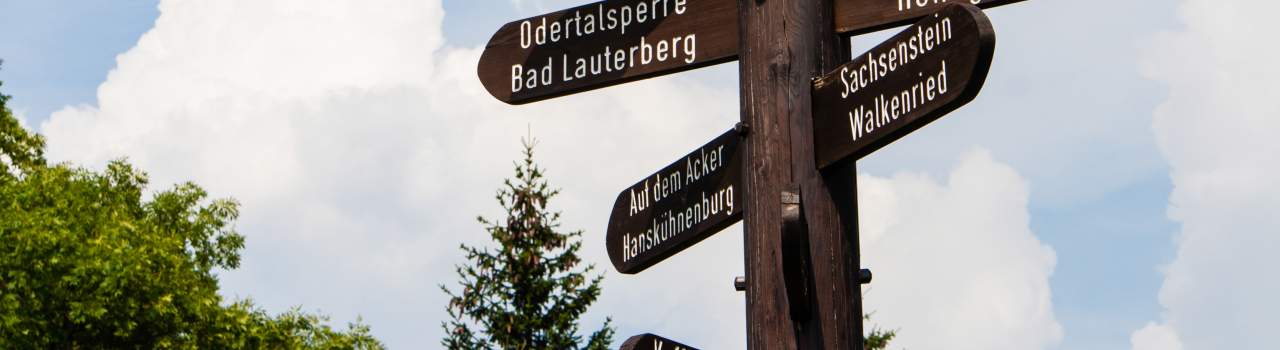 Odertalsperre
Bad Lauterberg
Sachsenstein
Walkenried
Auf dem Acker
Hanskühnenburg